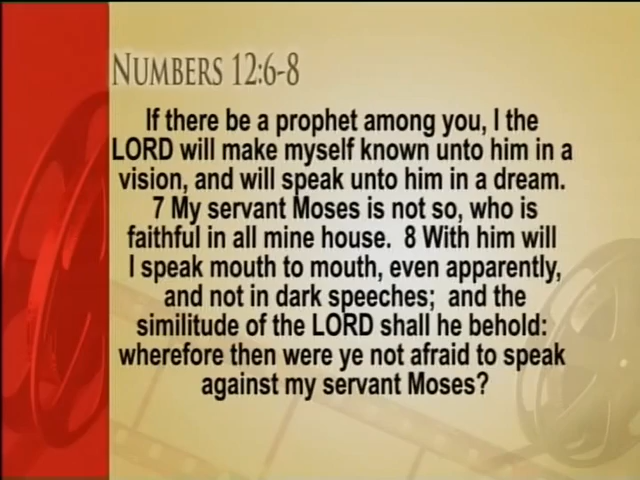 NUMBERS 12:6-8
If there be a prophet among you, I the
LORD will make myself known unto him in a
vision, and will speak unto him in a dream.
7 My servant Moses is not so, who is
faithful in all mine house.  8 With him will
I speak mouth to mouth, even apparently,
and not in dark speeches;  and the
similitude of the LORD shall he behold:
wherefore then were ye not afraid to speak
against my servant Moses?